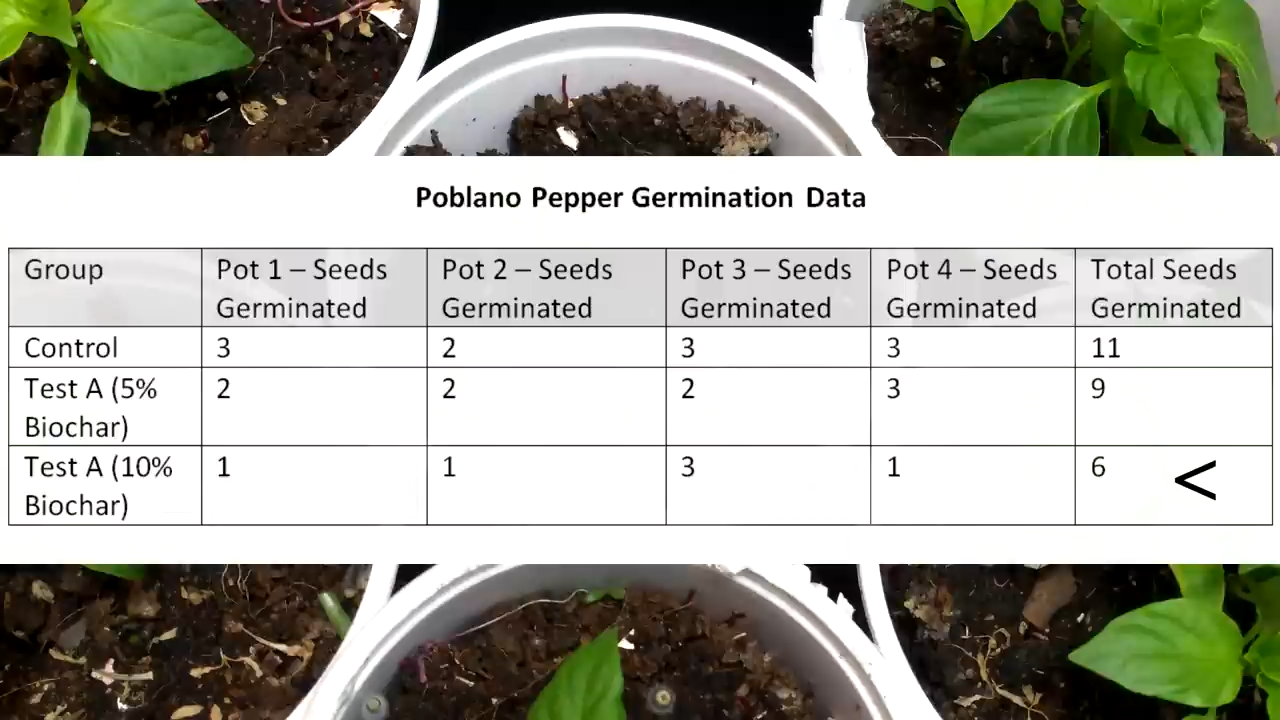 Poblano Pepper Germination Data
Group Pot 1 – Seeds Germinated Pot 2 – Seeds Germinated Pot 3 – Seeds Germinated Pot 4 – Seeds Germinated Total Seeds Germinated
Control 3 2 3 3 11
Test A (5% Biochar) 2 2 2 3 9
Test A (10% Biochar) 1 1 3 1 6 <